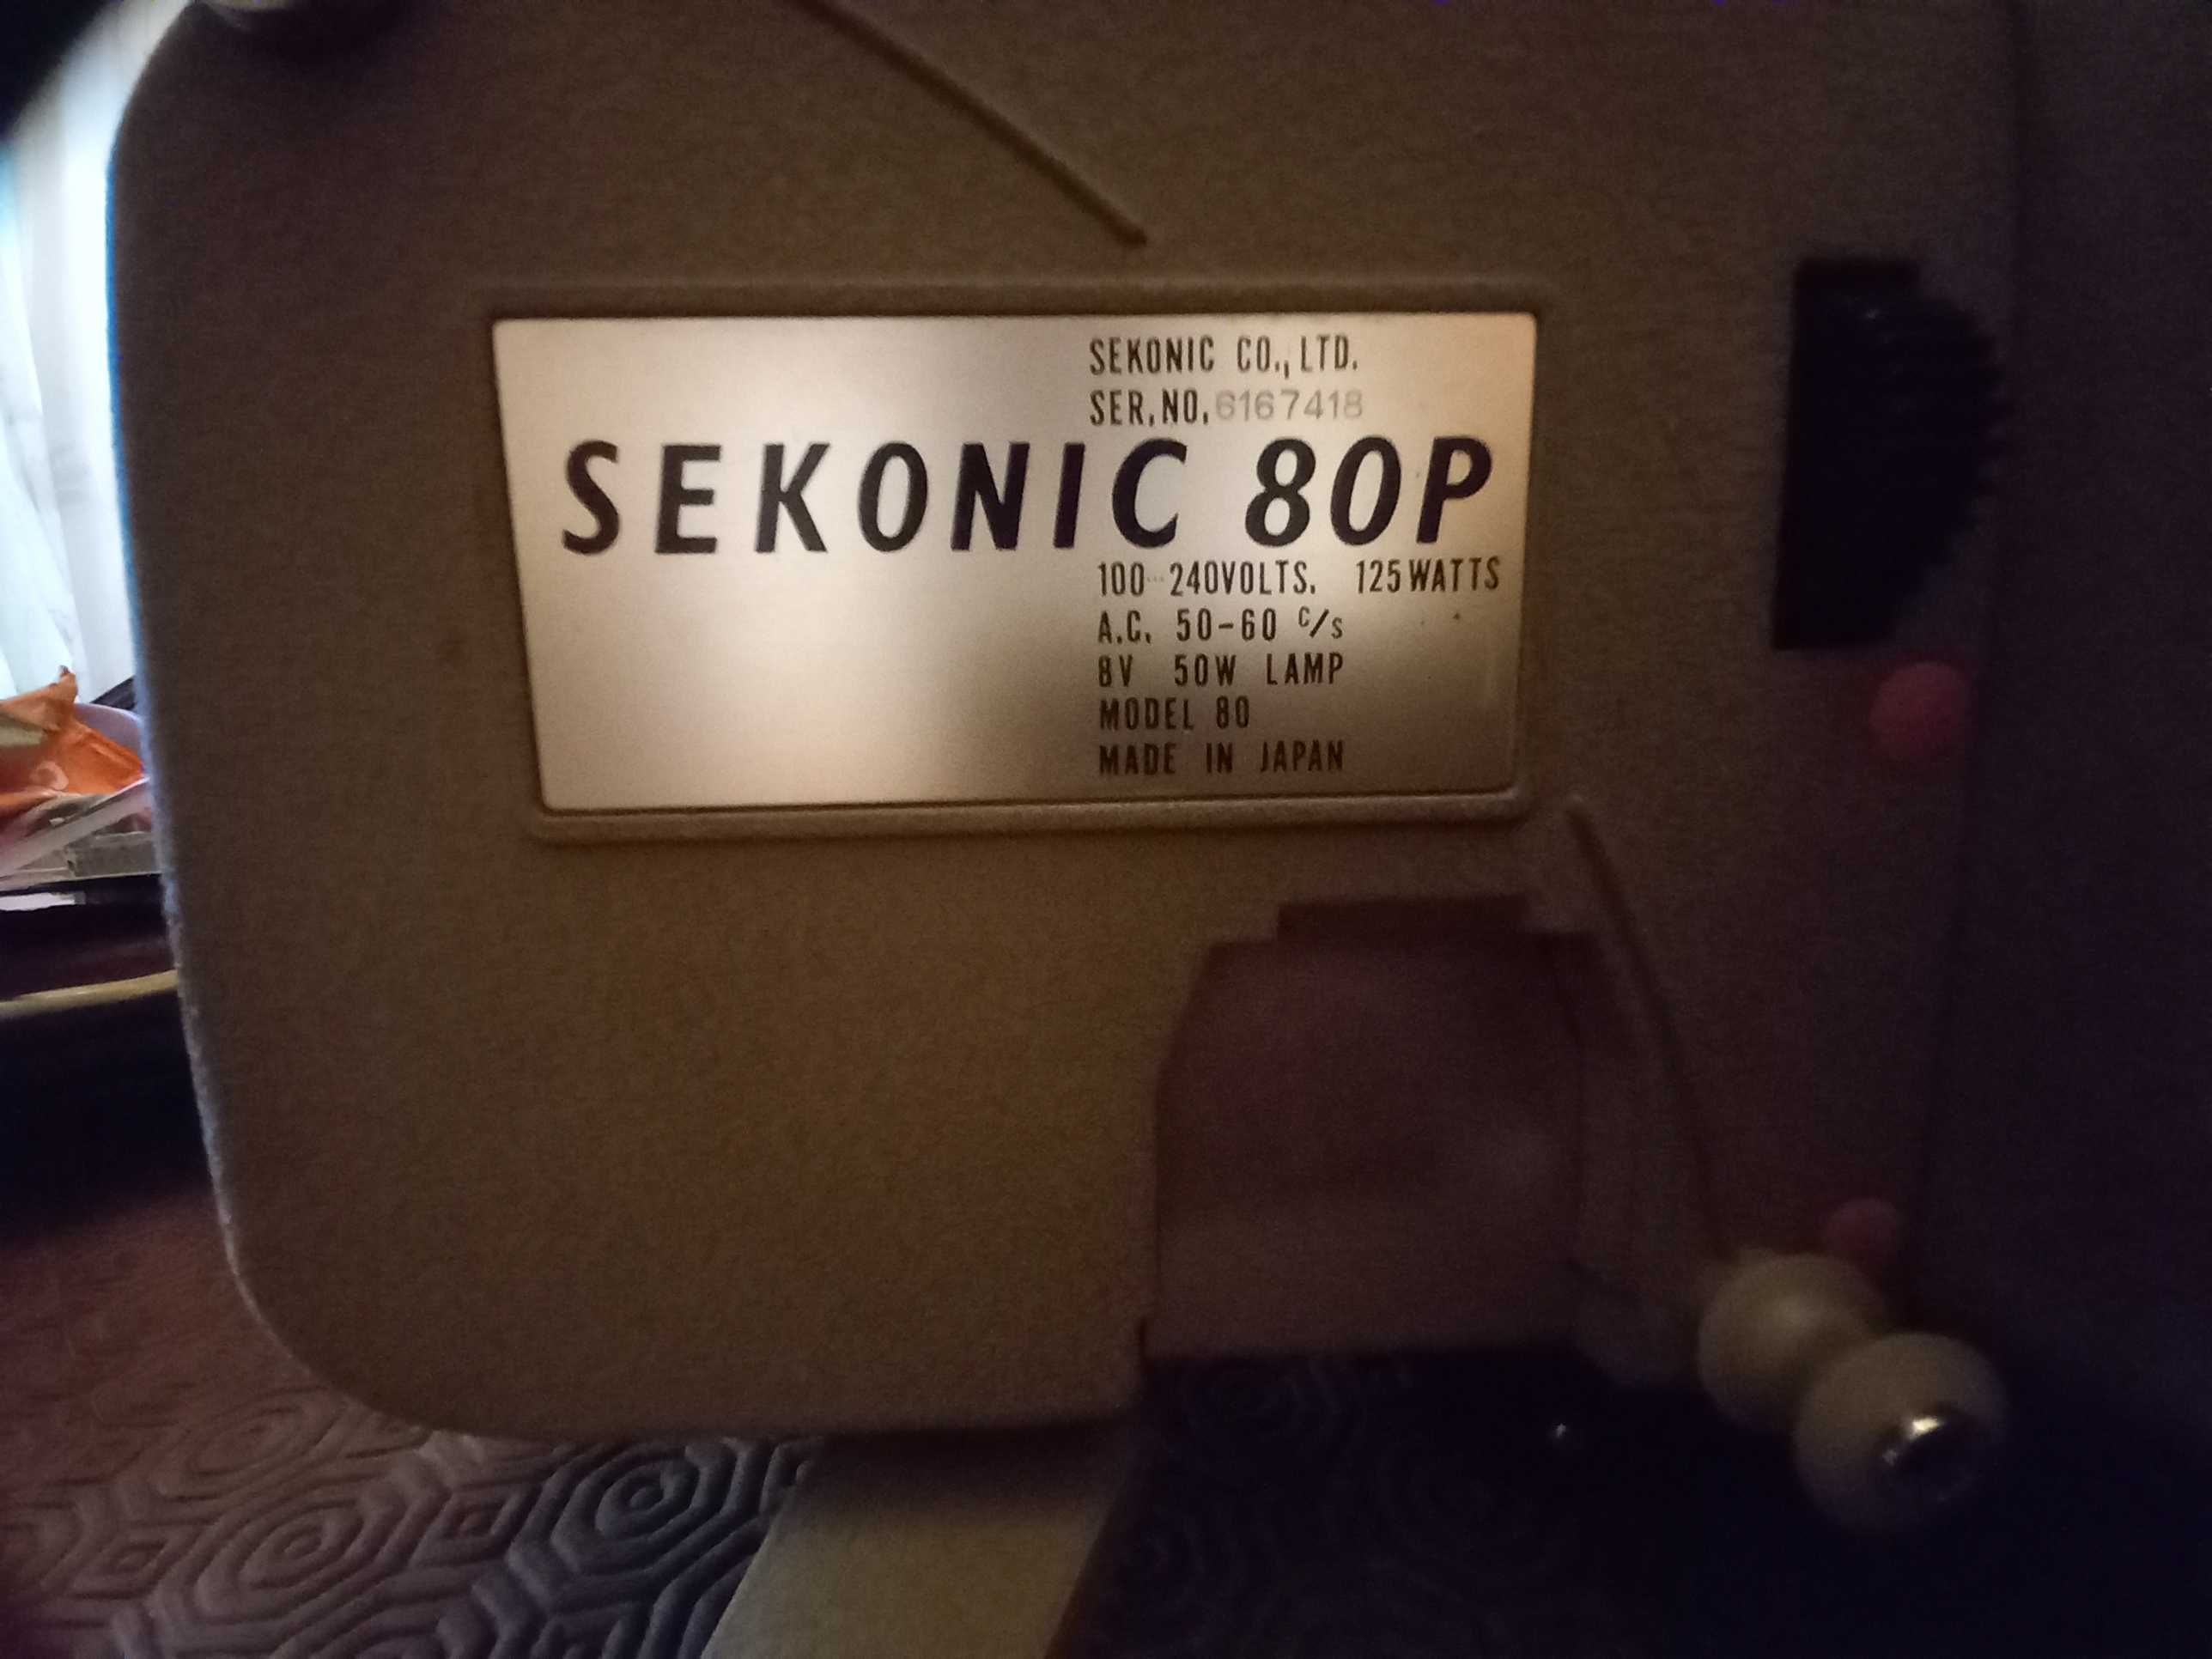 SEKONIC CO., LTD.
SER. NO. 6167418
SEKONIC 80P
100-240VOLTS. 125WATTS
A.C. 50-60 C/S
8V 50W LAMP
MODEL 80
MADE IN JAPAN